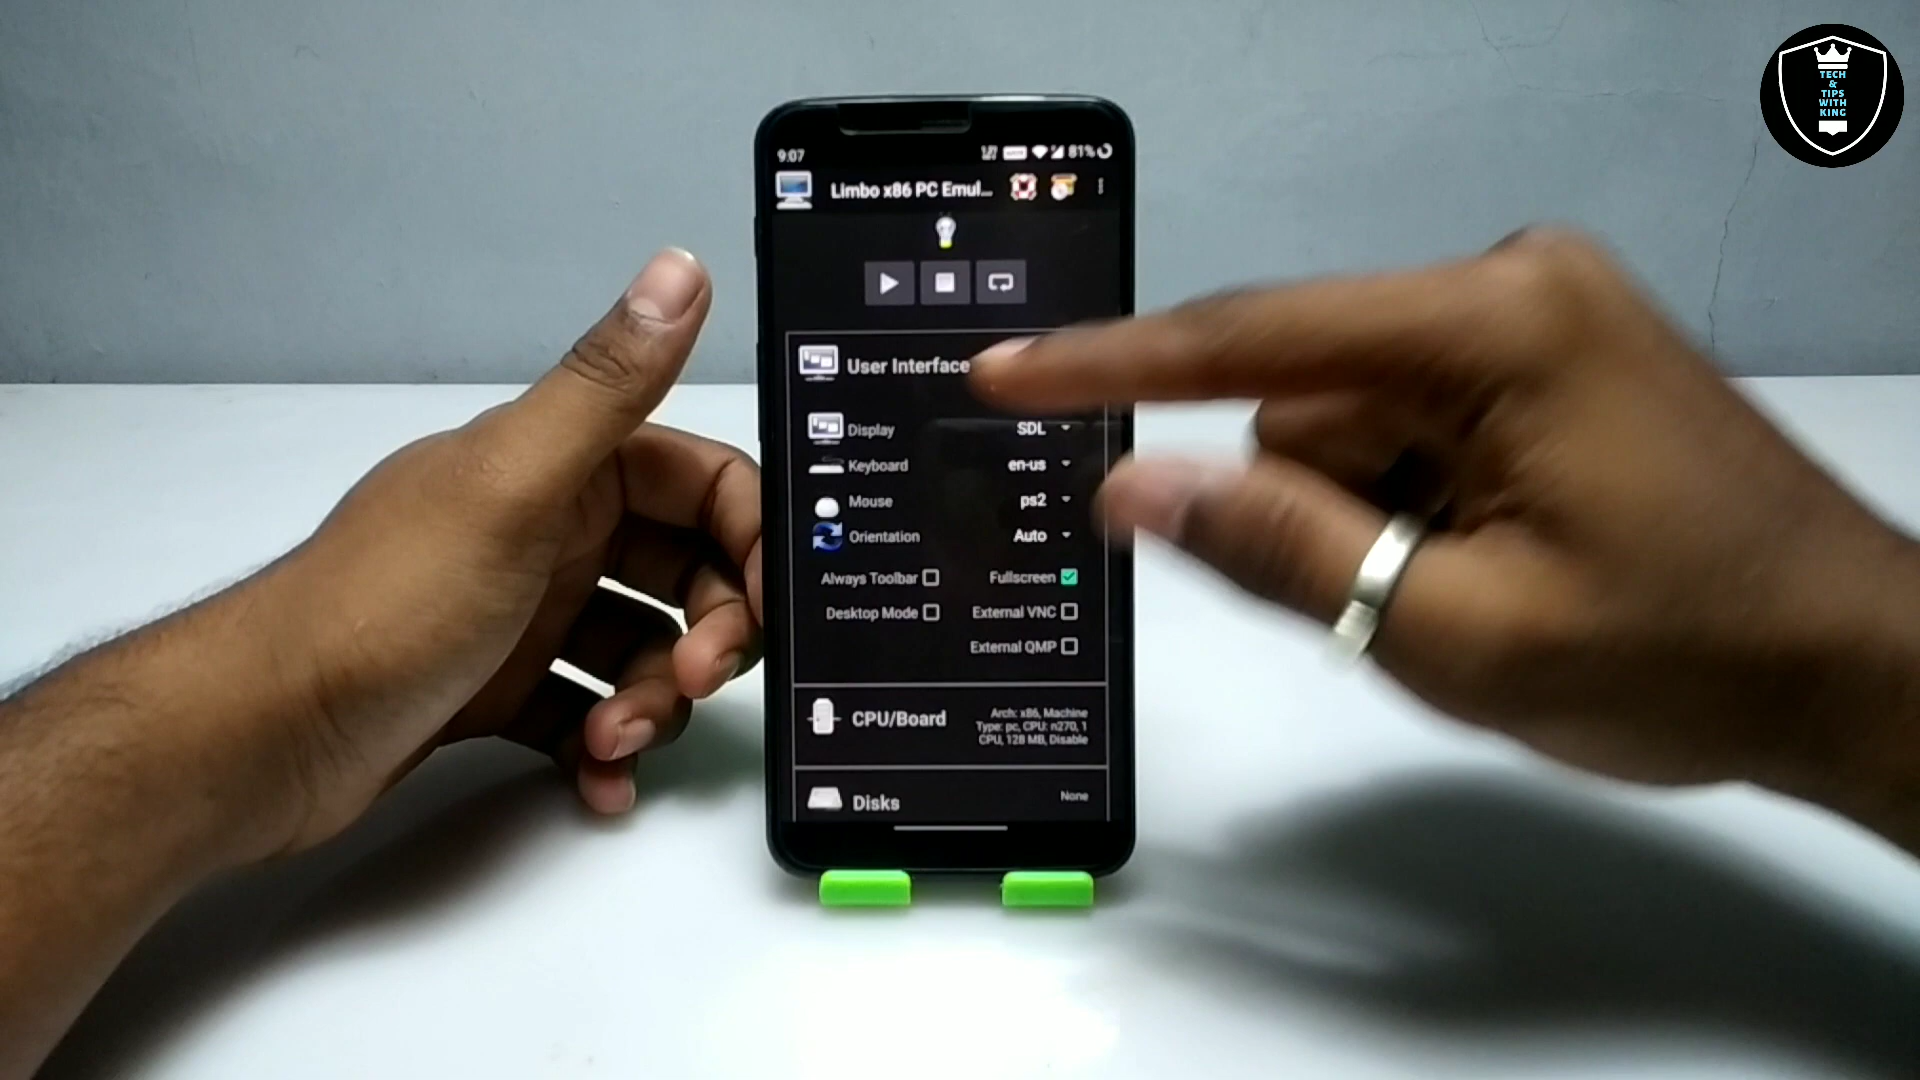 9:07
81%
Limbo x86 PC Emul...
User Interface
Display SDL
Keyboard en-us
Mouse ps2
Orientation Auto
Always Toolbar Fullscreen
Desktop Mode External VNC
External QMP
CPU/Board
Arch: x86, Machine
Type: pc, CPU: n270, 1
CPU, 128 MB, Disable
Disks None
TECH
&
TIPS
WITH
KING